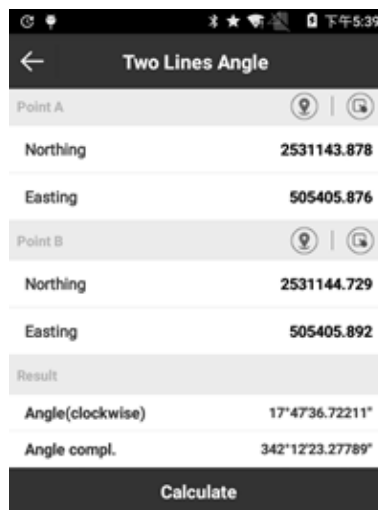 下午5:39
Two Lines Angle
Point A
Northing 2531143.878
Easting 505405.876
Point B
Northing 2531144.729
Easting 505405.892
Result
Angle(clockwise) 17°47'36.72211"
Angle compl. 342°12'23.27789"
Calculate